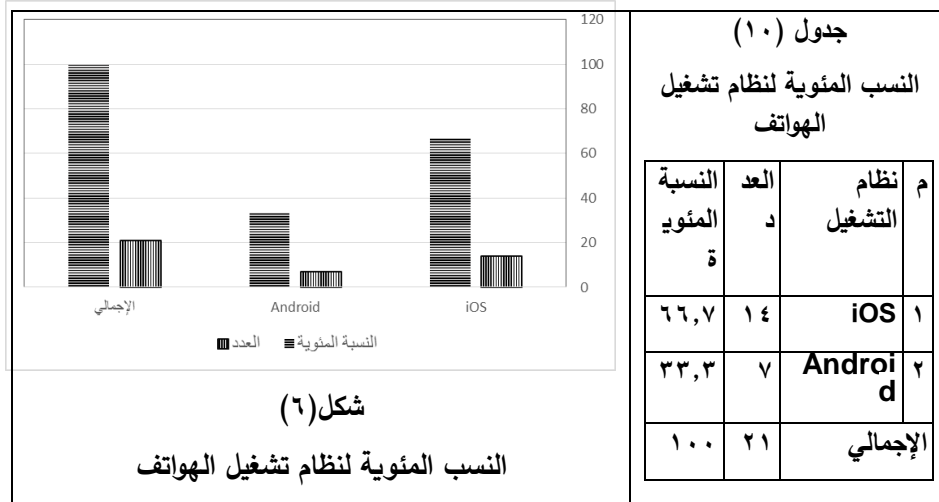 جدول (١٠)
النسب المئوية لنظام تشغيل
الهواتف
م نظام العد النسبة
التشغيل د المئوي
ة
١ iOS ١٤ ٦٦,٧
٢ Androi ٧ ٣٣,٣
d
الإجمالي ٢١ ١٠٠
120
100
80
60
40
20
0
iOS Android الإجمالي
النسبة المئوية العدد
شكل(٦)
النسب المئوية لنظام تشغيل الهواتف